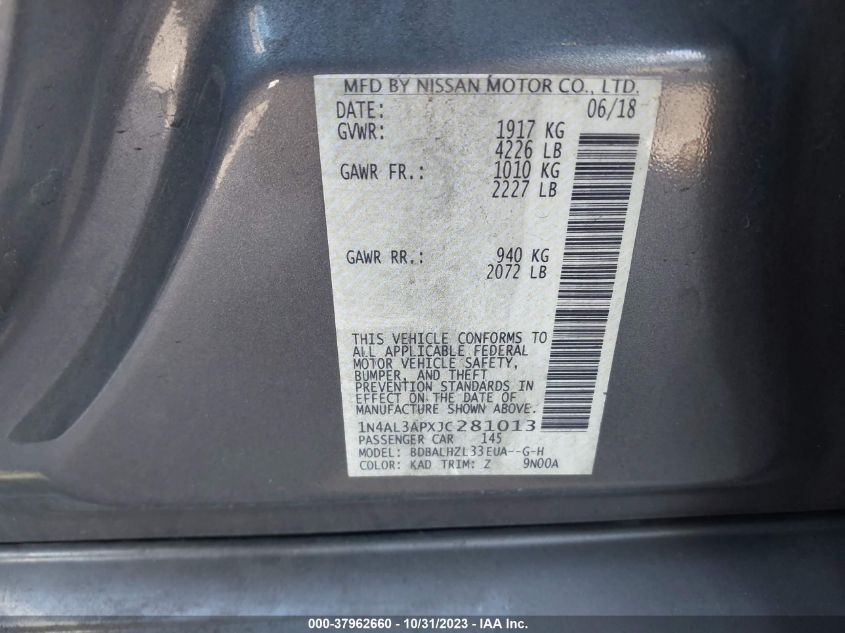 MFD BY NISSAN MOTOR CO., LTD.
DATE: 06/18
GVWR: 1917 KG
4226 LB
GAWR FR.: 1010 KG
2227 LB
GAWR RR.: 940 KG
2072 LB
THIS VEHICLE CONFORMS TO
ALL APPLICABLE FEDERAL
MOTOR VEHICLE SAFETY,
BUMPER, AND THEFT
PREVENTION STANDARDS IN
EFFECT ON THE DATE OF
MANUFACTURE SHOWN ABOVE.
1N4AL3APXJC281013
PASSENGER CAR 145
MODEL: BDBALHZL33EUA--G-H
COLOR: KAD TRIM: Z 9N00A
000-37962660 - 10/31/2023 - IAA Inc.